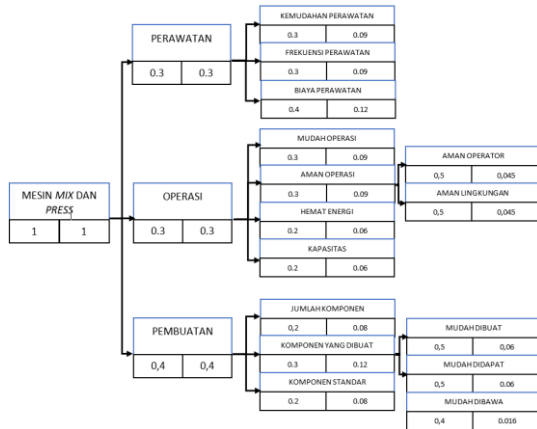 KEMUDAHAN PERAWATAN
0.3 0.09
PERAWATAN
0.3 0.3
FREKUENSI PERAWATAN
0.3 0.09
BIAYA PERAWATAN
0.4 0.12
MUDAH OPERASI
0.3 0.09
AMAN OPERASI
0.3 0.09
AMAN OPERATOR
0,5 0,045
AMAN LINGKUNGAN
0,5 0,045
MESIN MIX DAN
PRESS
1 1
OPERASI
0.3 0.3
HEMAT ENERGI
0.2 0.06
KAPASITAS
0.2 0.06
JUMLAH KOMPONEN
0,2 0.08
PEMBUATAN
0,4 0,4
KOMPONEN YANG DIBUAT
0.3 0.12
KOMPONEN STANDAR
0.2 0.08
MUDAH DIBUAT
0,5 0,06
MUDAH DIDAPAT
0,5 0.06
MUDAH DIBAWA
0,4 0.016